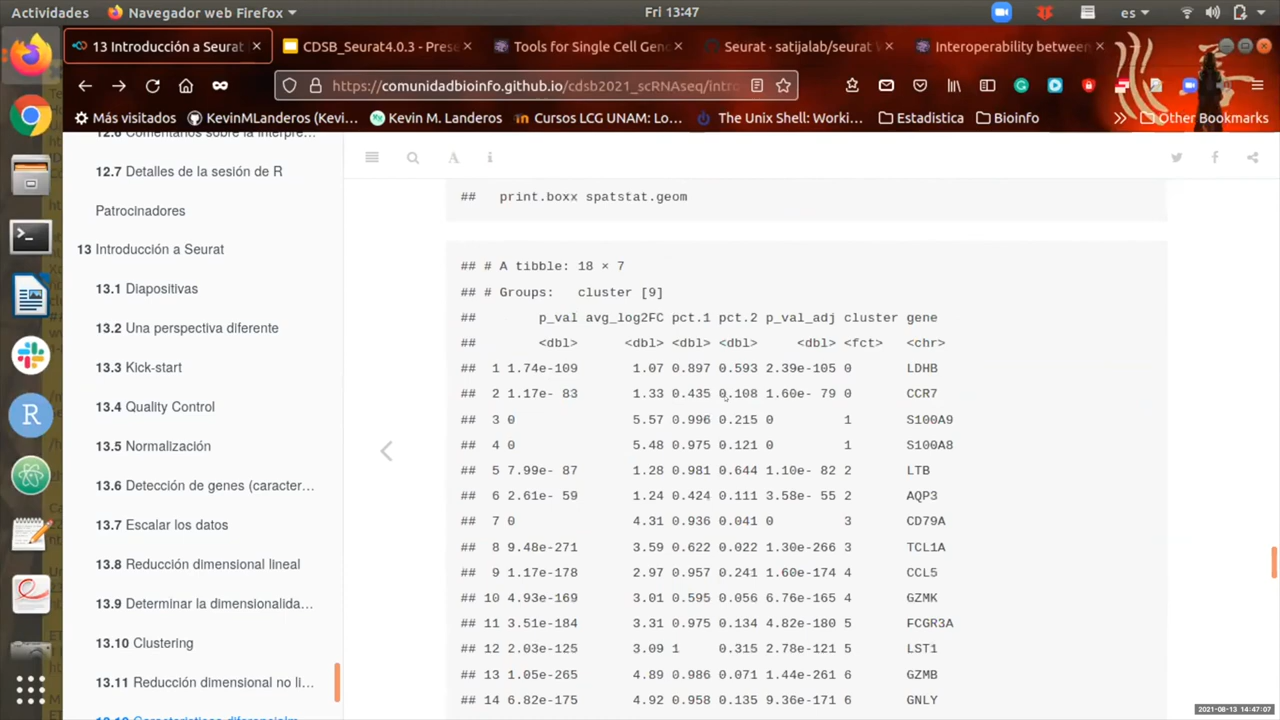 Actividades
Navegador web Firefox
Fri 13:47
es
13 Introducción a Seurat
CDSB_Seurat4.0.3 - Prese
Tools for Single Cell Geno
Seurat · satijalab/seurat W
Interoperability between
https://comunidadbioinfo.github.io/cdsb2021_scRNAseq/intro
Más visitados
KevinMLanderos (Kevi...
Kevin M. Landeros
Cursos LCG UNAM: Lo...
The Unix Shell: Worki...
Estadistica
Bioinfo
Other Bookmarks
12.6 Comentarios sobre la interpre...
12.7 Detalles de la sesión de R
Patrocinadores
13 Introducción a Seurat
13.1 Diapositivas
13.2 Una perspectiva diferente
13.3 Kick-start
13.4 Quality Control
13.5 Normalización
13.6 Detección de genes (caracter...
13.7 Escalar los datos
13.8 Reducción dimensional lineal
13.9 Determinar la dimensionalida...
13.10 Clustering
13.11 Reducción dimensional no li...
## print.boxx spatstat.geom
## # A tibble: 18 × 7
## # Groups: cluster [9]
## p_val avg_log2FC pct.1 pct.2 p_val_adj cluster gene
## <dbl> <dbl> <dbl> <dbl> <dbl> <fct> <chr>
## 1 1.74e-109 1.07 0.897 0.593 2.39e-105 0 LDHB
## 2 1.17e- 83 1.33 0.435 0.108 1.60e- 79 0 CCR7
## 3 0 5.57 0.996 0.215 0 1 S100A9
## 4 0 5.48 0.975 0.121 0 1 S100A8
## 5 7.99e- 87 1.28 0.981 0.644 1.10e- 82 2 LTB
## 6 2.61e- 59 1.24 0.424 0.111 3.58e- 55 2 AQP3
## 7 0 4.31 0.936 0.041 0 3 CD79A
## 8 9.48e-271 3.59 0.622 0.022 1.30e-266 3 TCL1A
## 9 1.17e-178 2.97 0.957 0.241 1.60e-174 4 CCL5
## 10 4.93e-169 3.01 0.595 0.056 6.76e-165 4 GZMK
## 11 3.51e-184 3.31 0.975 0.134 4.82e-180 5 FCGR3A
## 12 2.03e-125 3.09 1 0.315 2.78e-121 5 LST1
## 13 1.05e-265 4.89 0.986 0.071 1.44e-261 6 GZMB
## 14 6.82e-175 4.92 0.958 0.135 9.36e-171 6 GNLY
2021-08-13 14:47:07